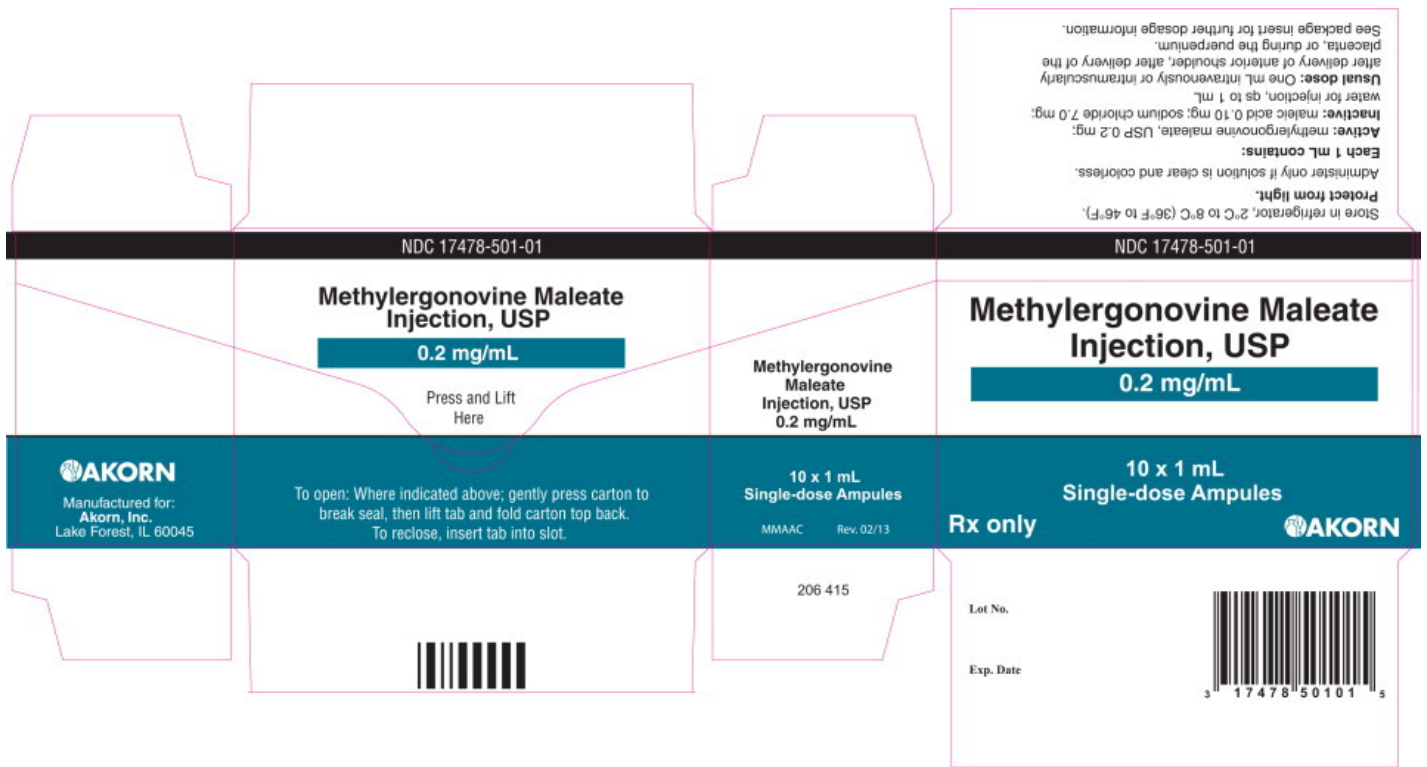 See package insert for further dosage information.
placenta, or during the puerpenium.
after delivery of anterior shoulder, after delivery of the
Usual dose: One mL intravenously or intramuscularly
water for injection, qs to 1 mL
Inactive: maleic acid 0.10 mg; sodium chloride 7.0 mg;
Active: methylergonovine maleate, USP 0.2 mg;
Each 1 mL contains:
Administer only if solution is clear and colorless.
Protect from light.
Store in refrigerator, 2°C to 8°C (36°F to 46°F).
NDC 17478-501-01
Methylergonovine Maleate
Injection, USP
0.2 mg/mL
Press and Lift
Here
To open: Where indicated above; gently press carton to
break seal, then lift tab and fold carton top back.
To reclose, insert tab into slot.
AKORN
Manufactured for:
Akorn, Inc.
Lake Forest, IL 60045
Methylergonovine
Maleate
Injection, USP
0.2 mg/mL
10 x 1 mL
Single-dose Ampules
MMAAC Rev. 02/13
206 415
NDC 17478-501-01
Methylergonovine Maleate
Injection, USP
0.2 mg/mL
10 x 1 mL
Single-dose Ampules
Rx only
AKORN
Lot No.
Exp. Date
3 17478 50101 5